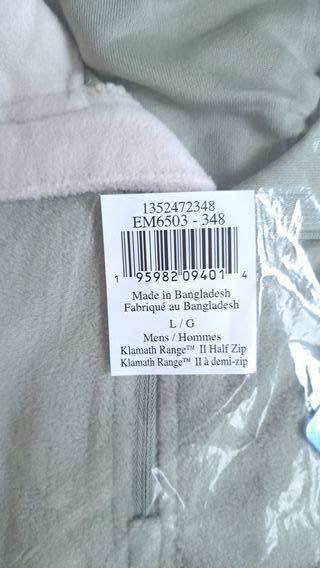 1352472348
EM6503 - 348
1 95982 09401 4
Made in Bangladesh
Fabriqué au Bangladesh
L / G
Mens / Hommes
Klamath Range™ II Half Zip
Klamath Range™ II à demi-zip